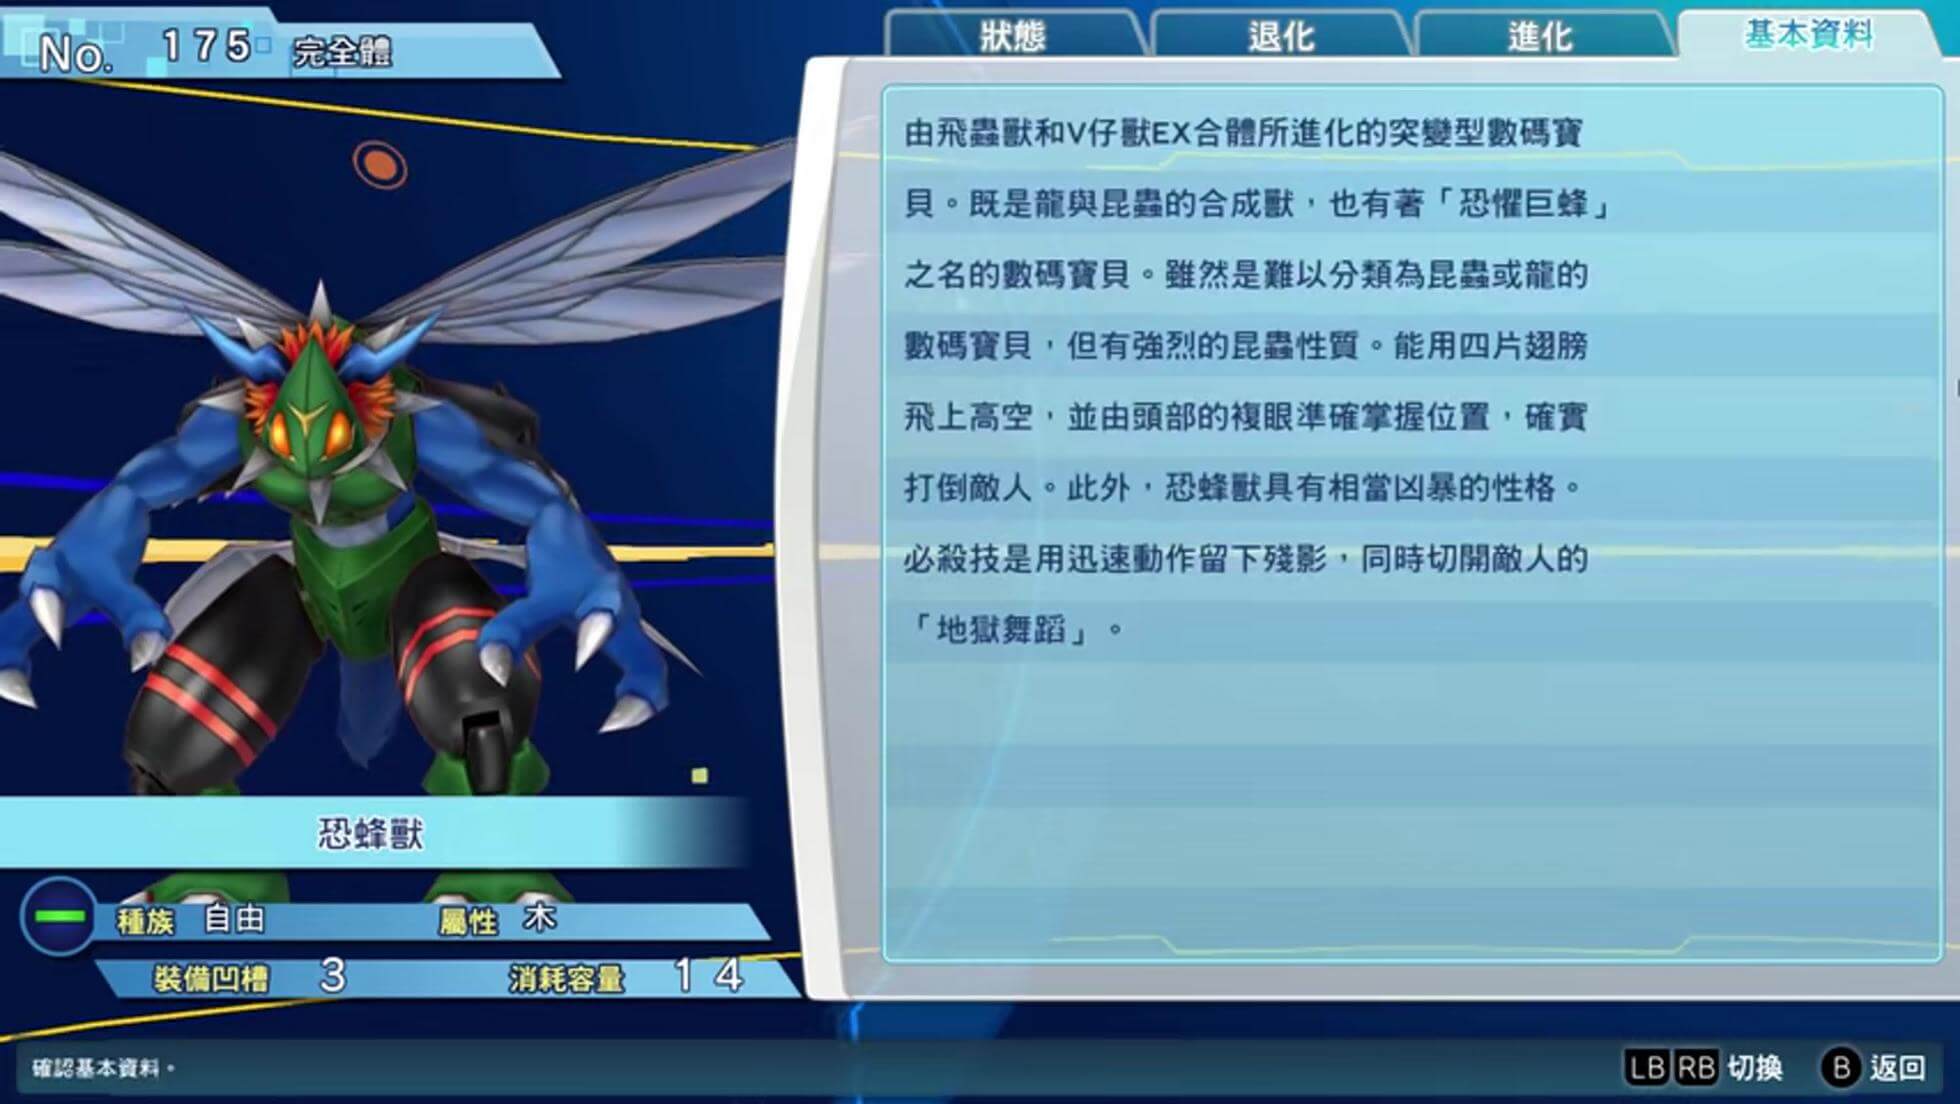 No. 175 完全體
狀態
退化
進化
基本資料
由飛蟲獸和V仔獸EX合體所進化的突變型數碼寶
貝。既是龍與昆蟲的合成獸，也有著「恐懼巨蜂」
之名的數碼寶貝。雖然是難以分類為昆蟲或龍的
數碼寶貝，但有強烈的昆蟲性質。能用四片翅膀
飛上高空，並由頭部的複眼準確掌握位置，確實
打倒敵人。此外，恐蜂獸具有相當凶暴的性格。
必殺技是用迅速動作留下殘影，同時切開敵人的
「地獄舞蹈」。
恐蜂獸
種族 自由 屬性 木
裝備凹槽 3 消耗容量 14
確認基本資料。
LB RB 切換 B 返回